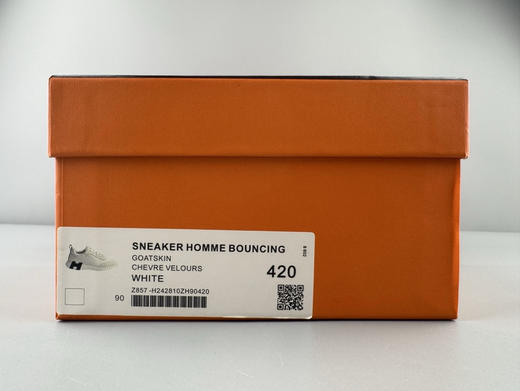 SNEAKER HOMME BOUNCING
GOATSKIN
CHEVRE VELOURS
WHITE
420
Z857 -H242810ZH90420
90